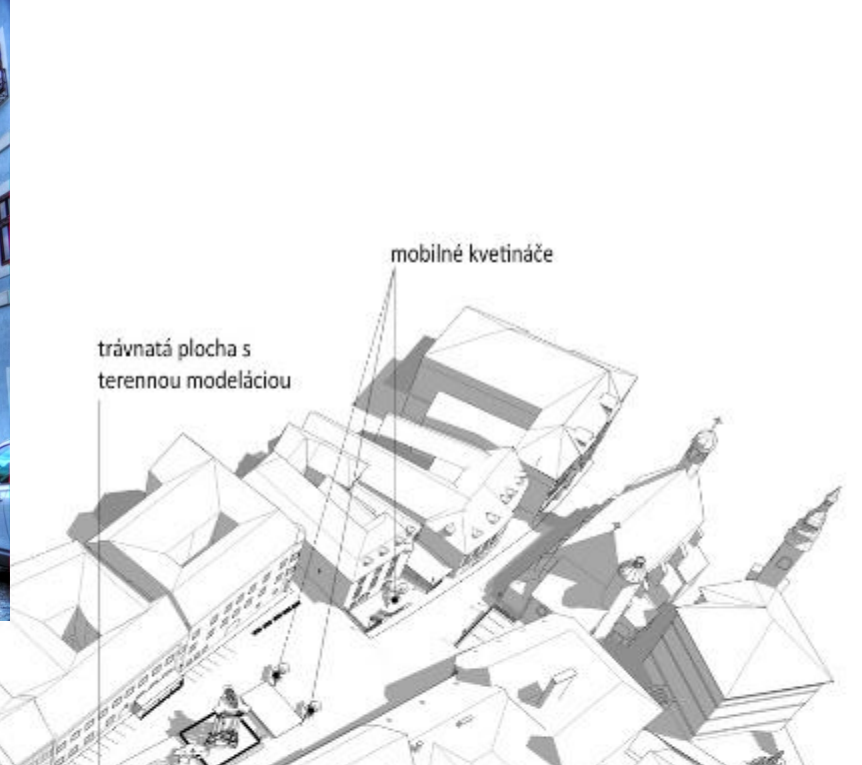 mobilné kvetináče
trávnatá plocha s
terennou modeláciou